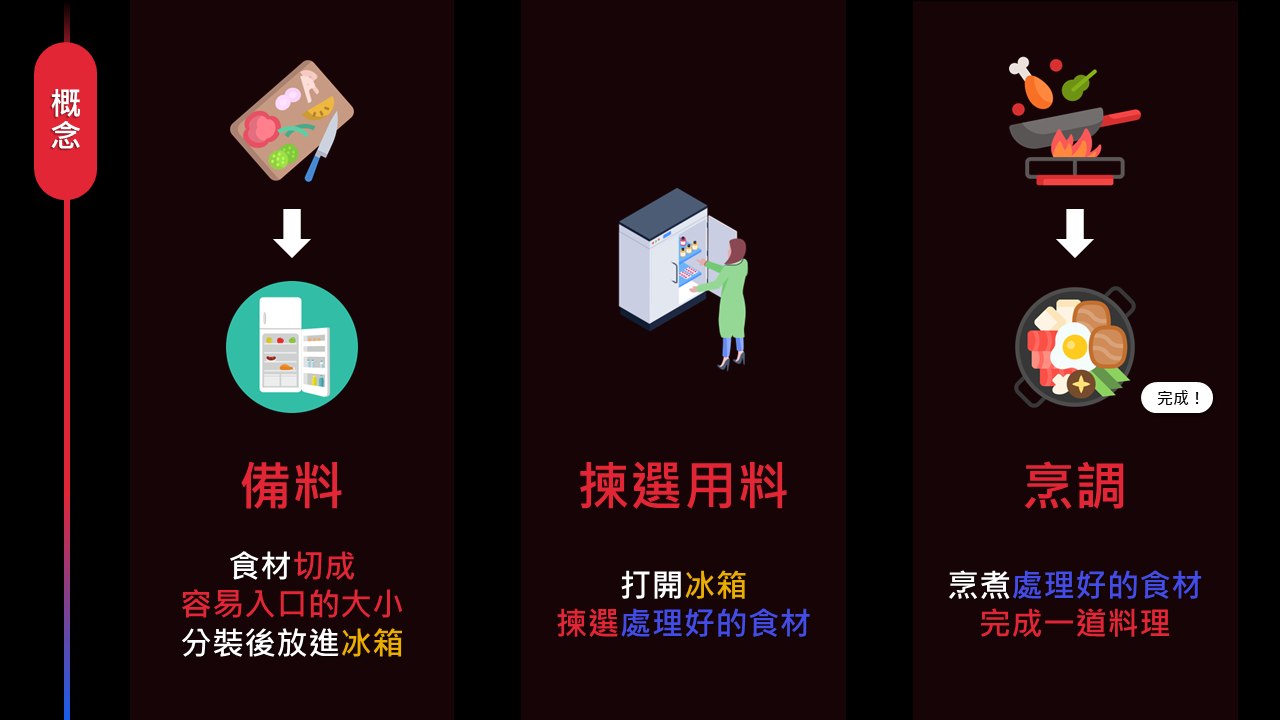 概念
備料
食材切成
容易入口的大小
分裝後放進冰箱
揀選用料
打開冰箱
揀選處理好的食材
完成！
烹調
烹煮處理好的食材
完成一道料理